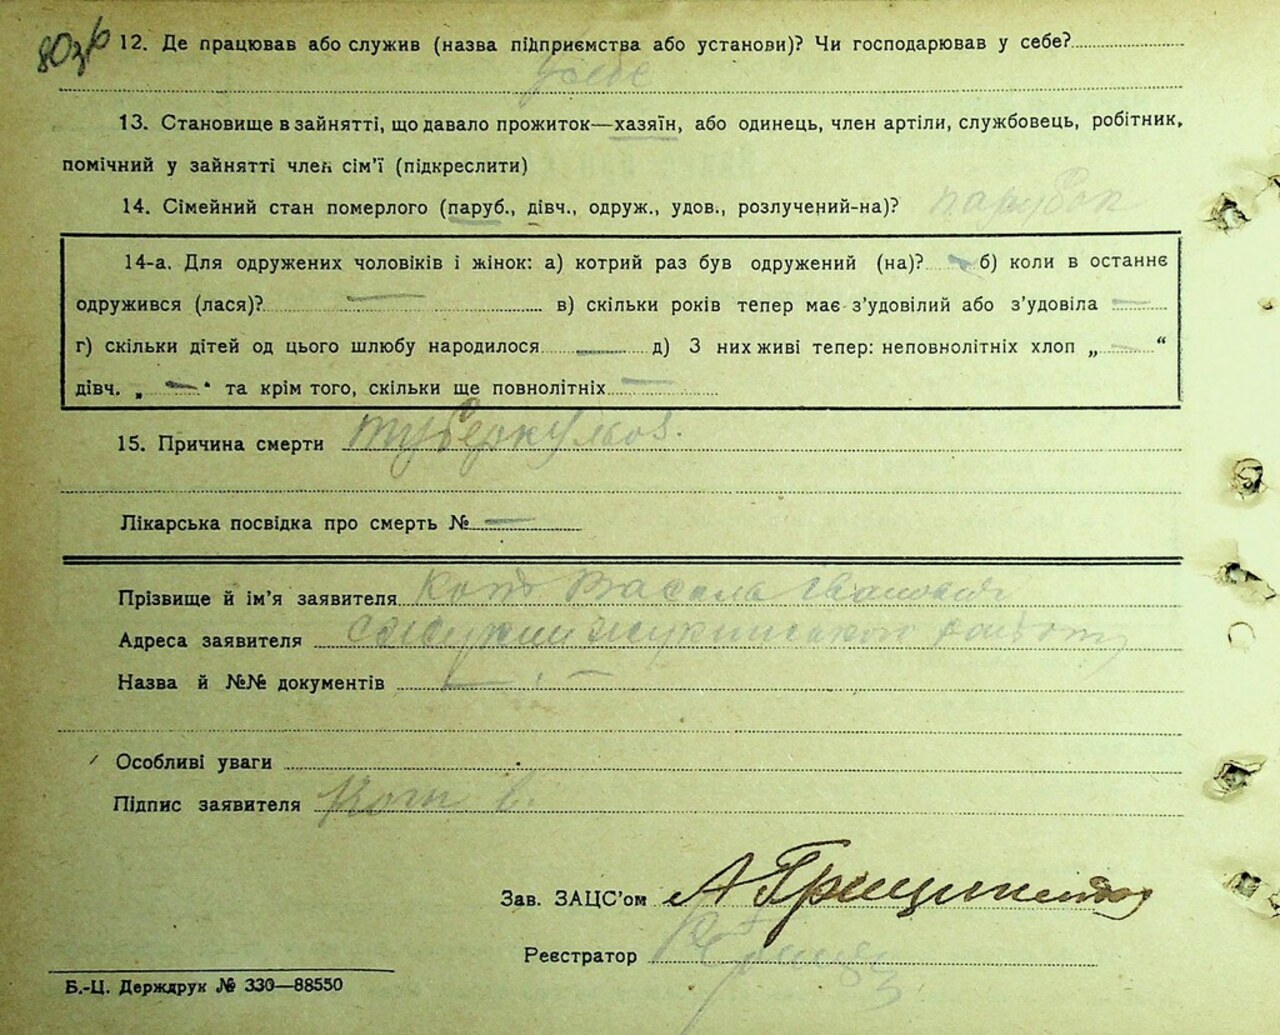 12. Де працював або служив (назва підприємства або установи)? Чи господарював у себе?
у себе
13. Становище в зайнятті, що давало прожиток—хазяїн, або одинець, член артіли, службовець, робітник,
помічний у зайнятті член сім'ї (підкреслити)
14. Сімейний стан померлого (паруб., дівч., одруж., удов., розлучений-на)? парубок
14-а. Для одружених чоловіків і жінок: а) котрий раз був одружений (на)? — б) коли в останнє
одружився (лася)? — в) скільки років тепер має з'удовілий або з'удовіла —
г) скільки дітей од цього шлюбу народилося — д) З них живі тепер: неповнолітніх хлоп „ — “
дівч. „ — “ та крім того, скільки ще повнолітніх —
15. Причина смерти туберкульоз.
Лікарська посвідка про смерть № —
Прізвище й ім'я заявителя Іванович
Адреса заявителя
Назва й №№ документів —
Особливі уваги
Підпис заявителя
Зав. ЗАЦС'ом
Реєстратор
Б.-Ц. Держдрук № 330—88550